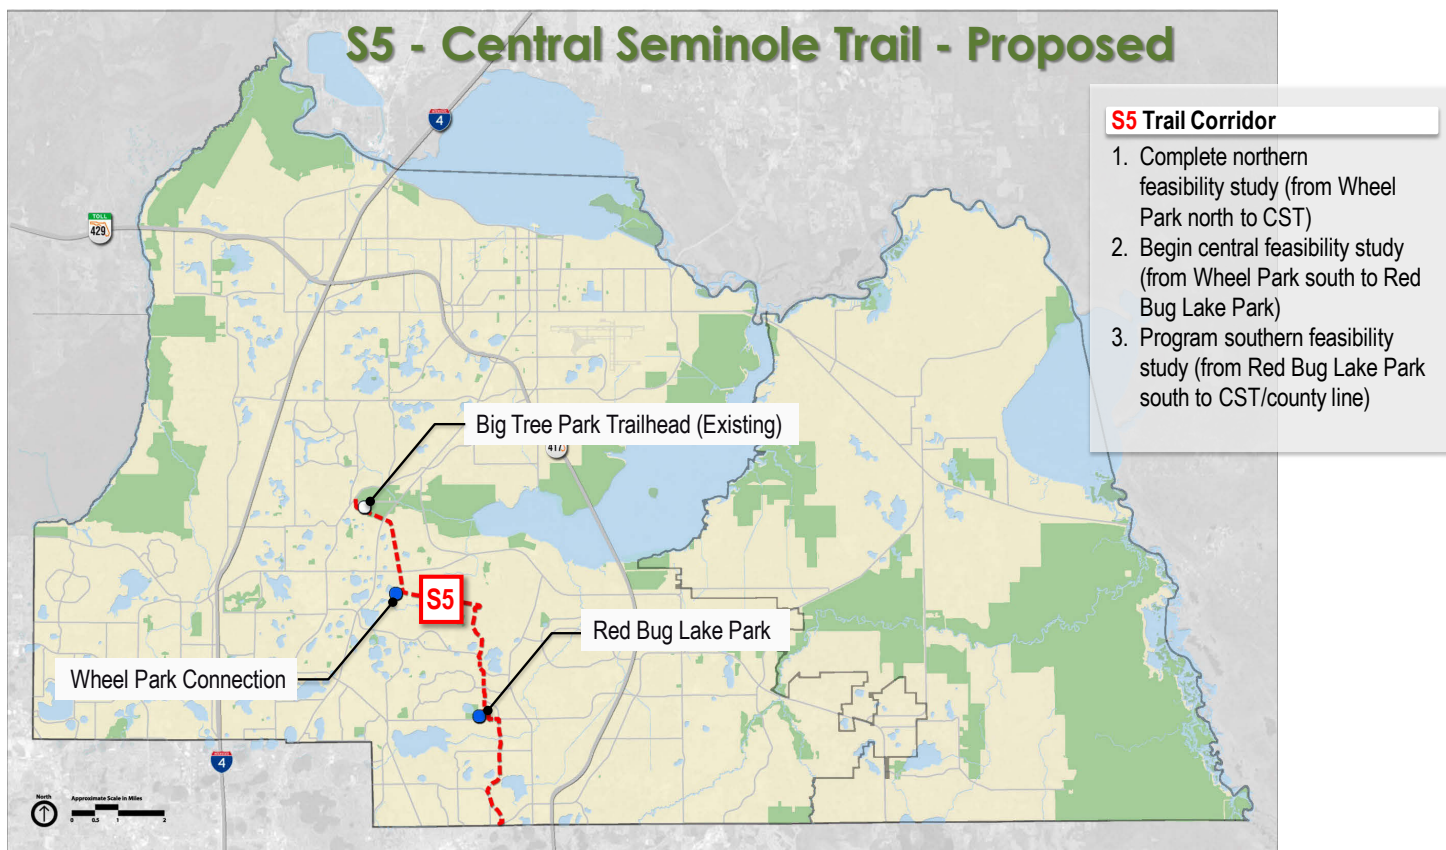 S5 - Central Seminole Trail - Proposed
S5 Trail Corridor
1. Complete northern
feasibility study (from Wheel
Park north to CST)
2. Begin central feasibility study
(from Wheel Park south to Red
Bug Lake Park)
3. Program southern feasibility
study (from Red Bug Lake Park
south to CST/county line)
4
TOLL
429
Big Tree Park Trailhead (Existing)
417
S5
Red Bug Lake Park
Wheel Park Connection
4
North
Approximate Scale in Miles
0 0.5 1 2